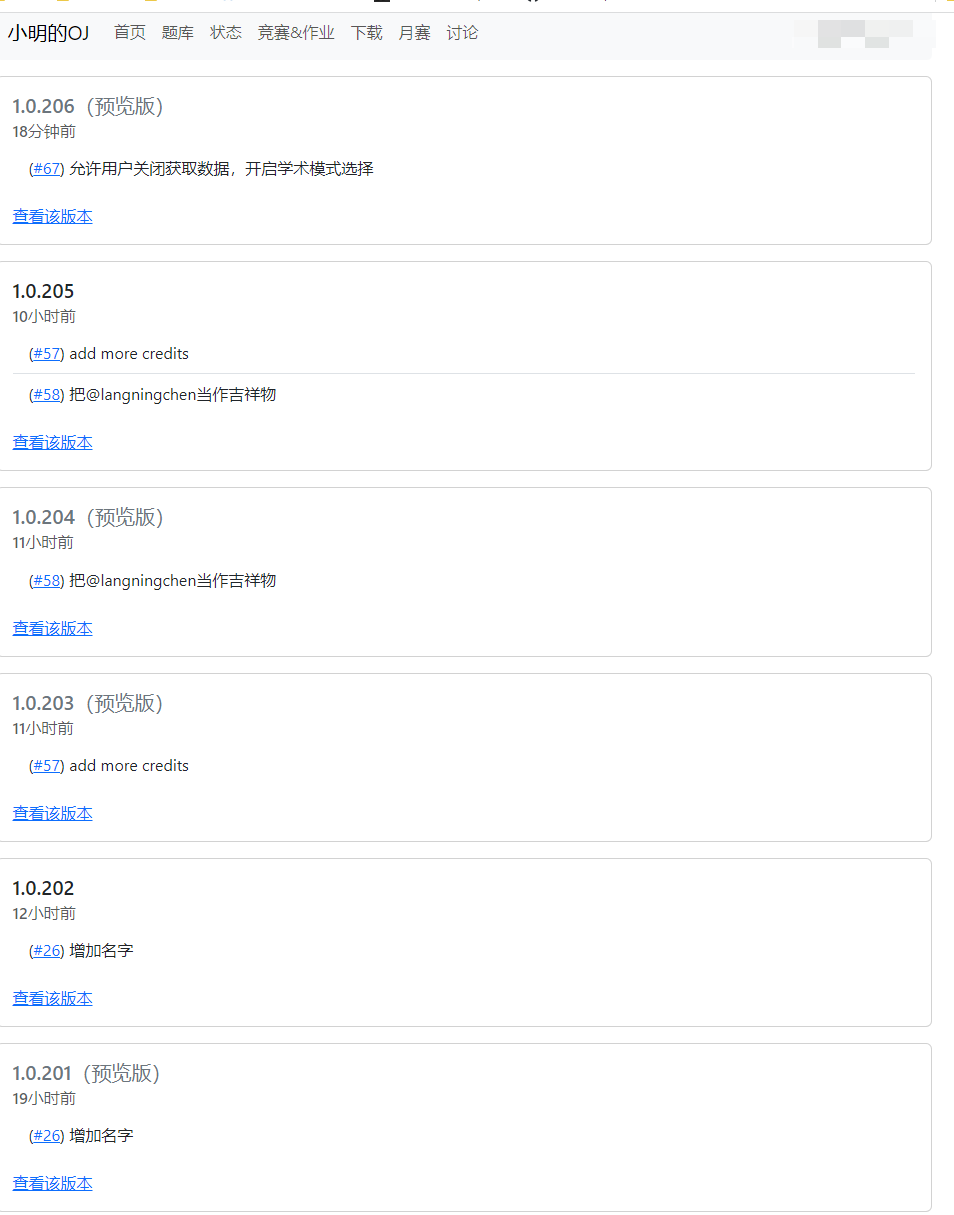 小明的OJ 首页 题库 状态 竞赛&作业 下载 月赛 讨论
1.0.206（预览版）
18分钟前
(#67) 允许用户关闭获取数据，开启学术模式选择
查看该版本
1.0.205
10小时前
(#57) add more credits
(#58) 把@langningchen当作吉祥物
查看该版本
1.0.204（预览版）
11小时前
(#58) 把@langningchen当作吉祥物
查看该版本
1.0.203（预览版）
11小时前
(#57) add more credits
查看该版本
1.0.202
12小时前
(#26) 增加名字
查看该版本
1.0.201（预览版）
19小时前
(#26) 增加名字
查看该版本